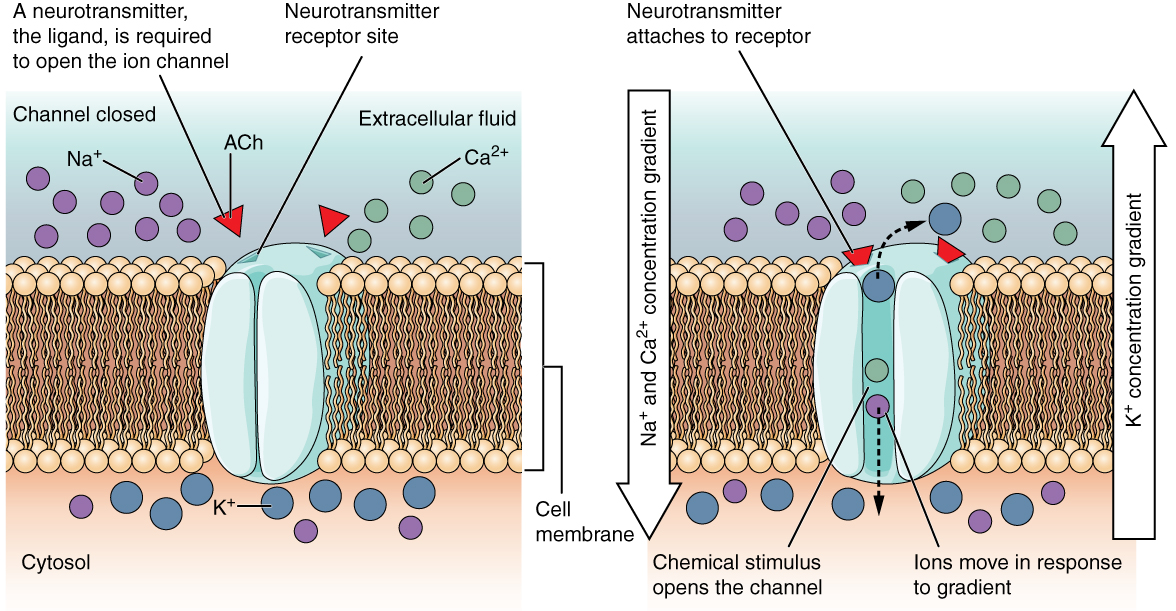 A neurotransmitter,
the ligand, is required
to open the ion channel
Neurotransmitter
receptor site
Channel closed
Extracellular fluid
Na⁺
ACh
Ca²⁺
K⁺
Cytosol
Cell
membrane
Neurotransmitter
attaches to receptor
Na⁺ and Ca²⁺ concentration gradient
K⁺ concentration gradient
Chemical stimulus
opens the channel
Ions move in response
to gradient